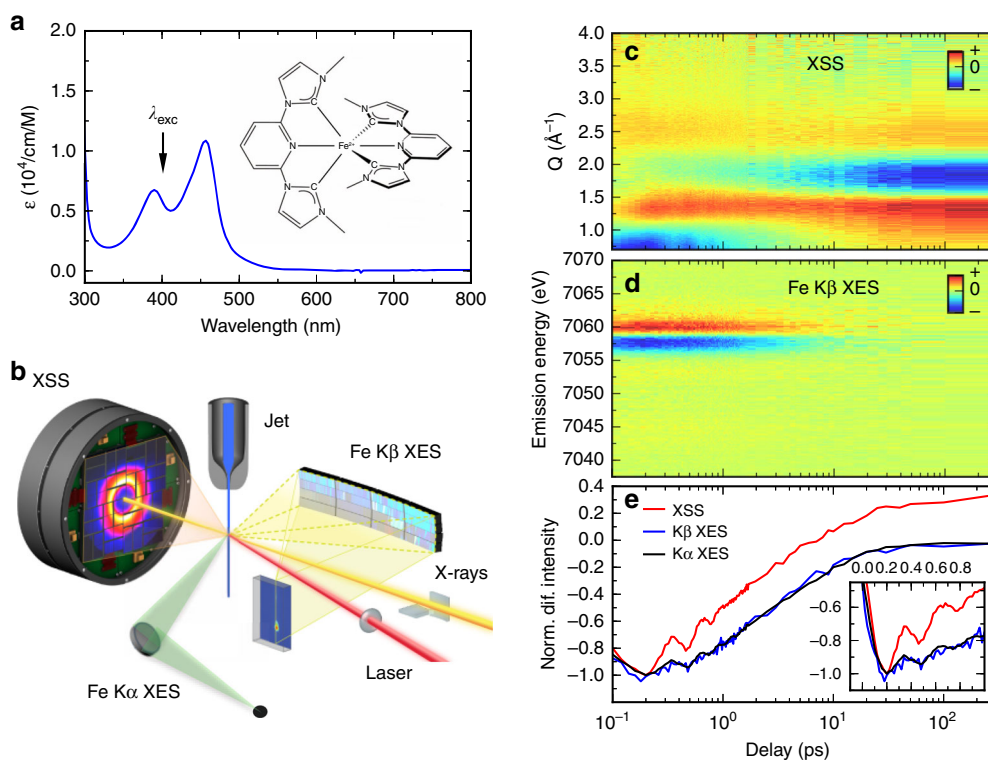 a
2.0
1.5
1.0
0.5
0.0
ε (10⁴/cm/M)
λexc
N
N
C
N
N
C
Fe²⁺
C
N
N
C
N
N
300 400 500 600 700 800
Wavelength (nm)
b
XSS
Jet
Fe Kβ XES
X-rays
Laser
Fe Kα XES
c
XSS
+
0
−
4.0
3.5
3.0
2.5
2.0
1.5
1.0
Q (Å⁻¹)
d
Fe Kβ XES
+
0
−
7070
7060
7055
7050
7045
7040
Emission energy (eV)
e
XSS
Kβ XES
Kα XES
0.4
0.2
0.0
−0.2
−0.4
−0.6
−0.8
−1.0
Norm. dif. intensity
0.0 0.2 0.4 0.6 0.8
−0.6
−0.8
−1.0
10⁻¹ 10⁰ 10¹ 10²
Delay (ps)